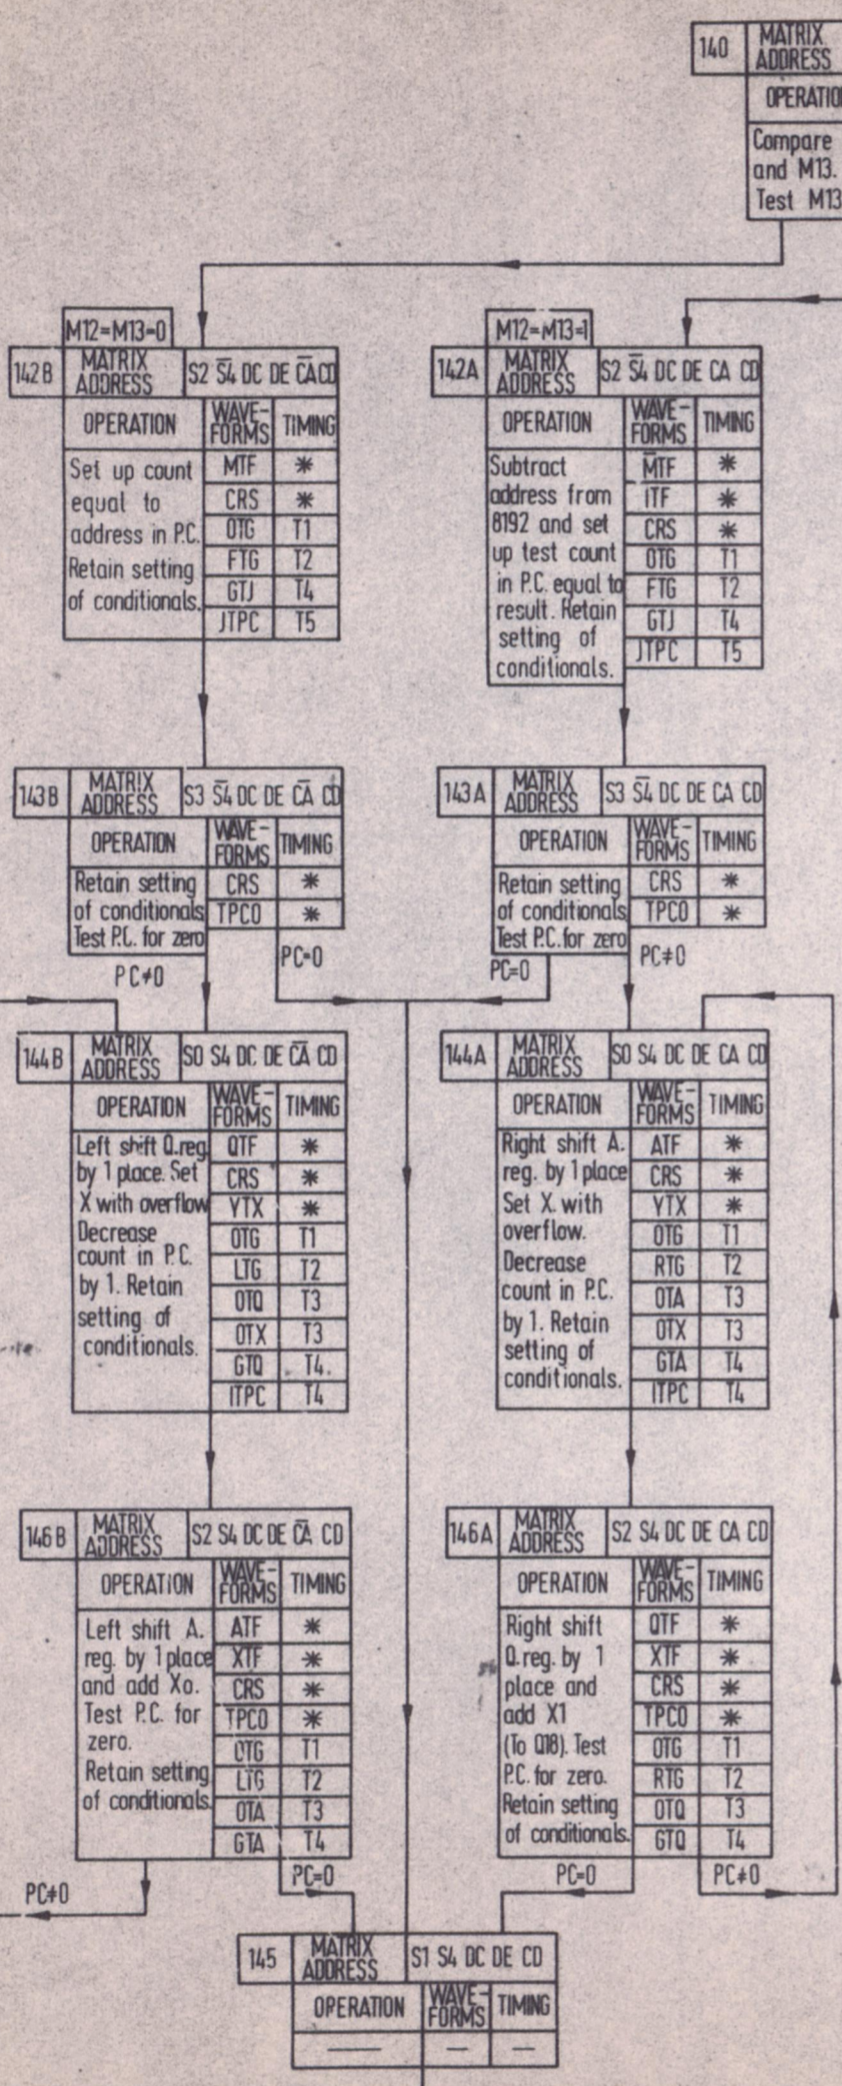 140 MATRIX ADDRESS
Compare
and M13.
Test M13
M12=M13=0
142B MATRIX ADDRESS S2 S̅4 DC DE C̅A̅ CD
OPERATION WAVE-FORMS TIMING
Set up count
equal to
address in P.C.
Retain setting
of conditionals.
MTF *
CRS *
OTG T1
FTG T2
GTJ T4
JTPC T5
M12=M13=1
142A MATRIX ADDRESS S2 S̅4 DC DE CA CD
OPERATION WAVE-FORMS TIMING
Subtract
address from
8192 and set
up test count
in P.C. equal to
result. Retain
setting of
conditionals.
M̅TF *
ITF *
CRS *
OTG T1
FTG T2
GTJ T4
JTPC T5
143B MATRIX ADDRESS S3 S̅4 DC DE C̅A̅ CD
OPERATION WAVE-FORMS TIMING
Retain setting
of conditionals
Test P.C. for zero
CRS *
TPCO *
PC≠0
PC=0
143A MATRIX ADDRESS S3 S̅4 DC DE CA CD
OPERATION WAVE-FORMS TIMING
Retain setting
of conditionals
Test P.C. for zero
CRS *
TPCO *
PC=0
PC≠0
144B MATRIX ADDRESS S0 S4 DC DE C̅A̅ CD
OPERATION WAVE-FORMS TIMING
Left shift Q.reg.
by 1 place. Set
X with overflow
Decrease
count in P.C.
by 1. Retain
setting of
conditionals.
QTF *
CRS *
YTX *
OTG T1
LTG T2
OTQ T3
OTX T3
GTQ T4
ITPC T4
144A MATRIX ADDRESS S0 S4 DC DE CA CD
OPERATION WAVE-FORMS TIMING
Right shift A.
reg. by 1 place
Set X. with
overflow.
Decrease
count in P.C.
by 1. Retain
setting of
conditionals.
ATF *
CRS *
YTX *
OTG T1
RTG T2
OTA T3
OTX T3
GTA T4
ITPC T4
146B MATRIX ADDRESS S2 S4 DC DE C̅A̅ CD
OPERATION WAVE-FORMS TIMING
Left shift A.
reg. by 1 place
and add Xo.
Test P.C. for
zero.
Retain setting
of conditionals.
ATF *
XTF *
CRS *
TPCO *
OTG T1
LTG T2
OTA T3
GTA T4
PC≠0
PC=0
146A MATRIX ADDRESS S2 S4 DC DE CA CD
OPERATION WAVE-FORMS TIMING
Right shift
Q.reg. by 1
place and
add X1
(To Q18). Test
P.C. for zero.
Retain setting
of conditionals.
QTF *
XTF *
CRS *
TPCO *
OTG T1
RTG T2
OTQ T3
GTQ T4
PC=0
PC≠0
145 MATRIX ADDRESS S1 S4 DC DE CD
OPERATION WAVE-FORMS TIMING
— — —